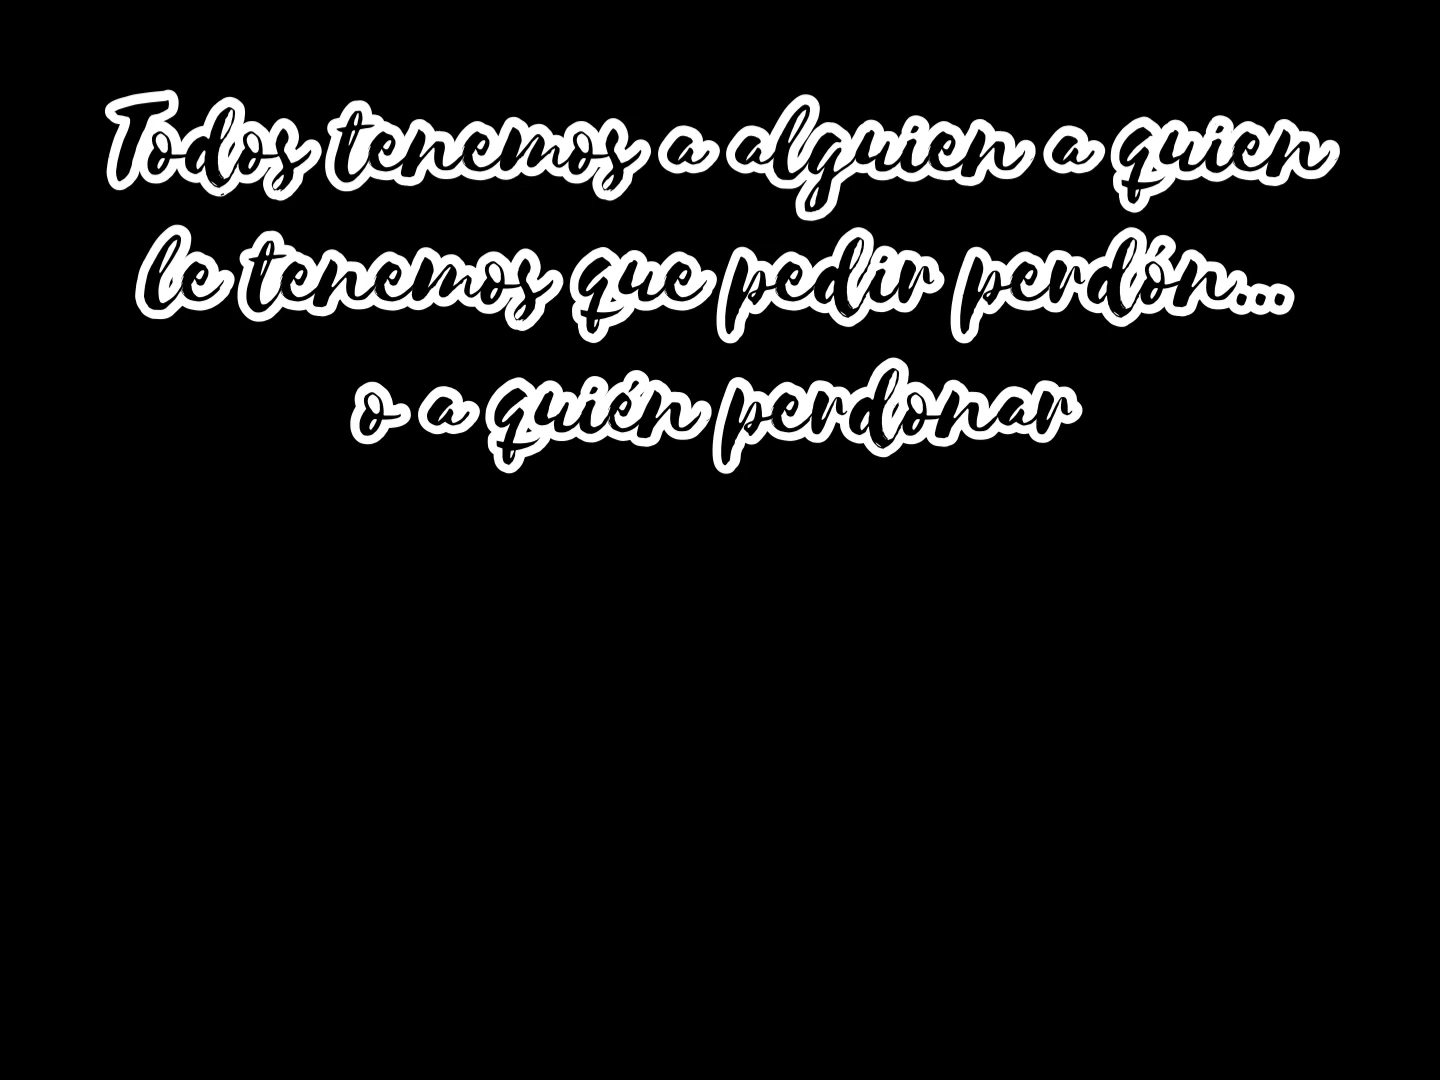 Todos tenemos a alguien a quien
le tenemos que pedir perdón...
o a quién perdonar